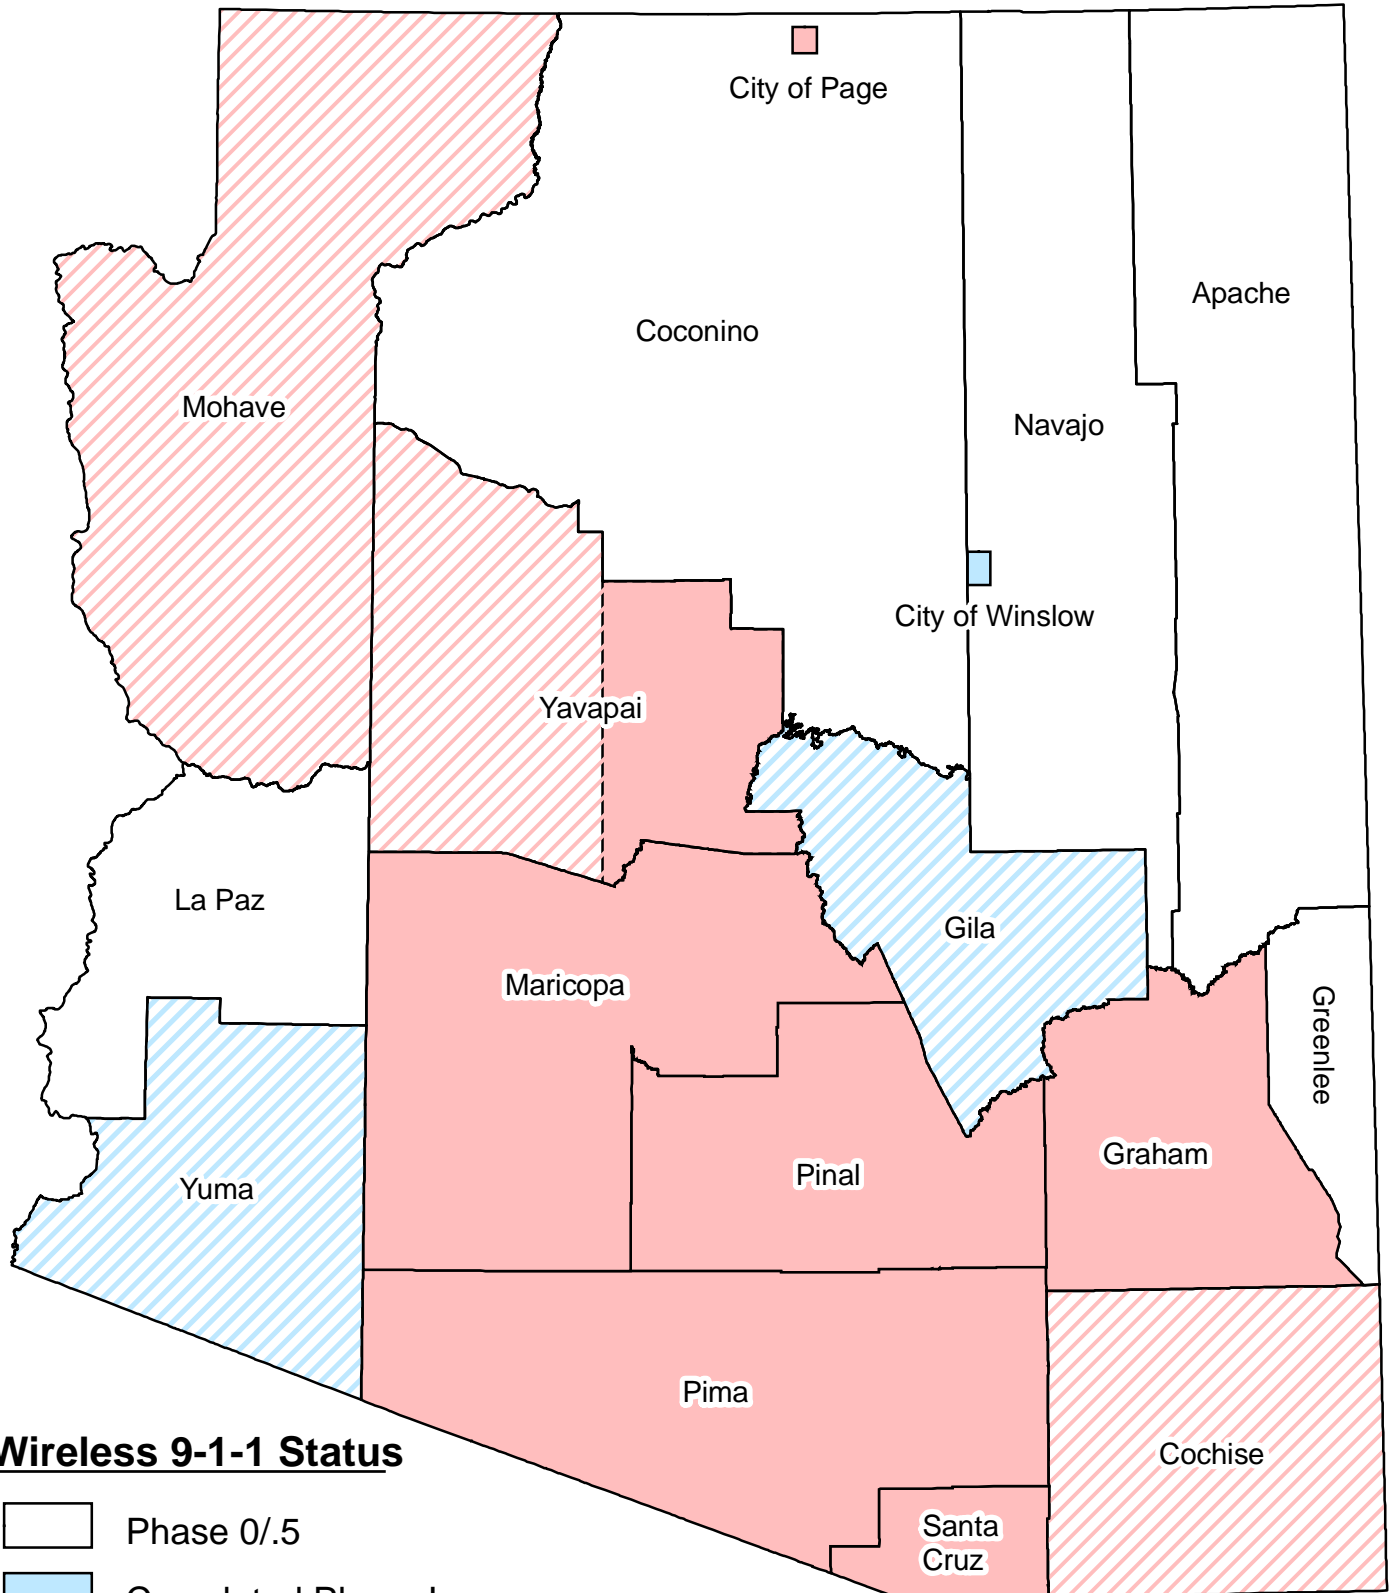 City of Page
Apache
Coconino
Mohave
Navajo
City of Winslow
Yavapai
La Paz
Gila
Maricopa
Greenlee
Graham
Pinal
Yuma
Pima
Cochise
Wireless 9-1-1 Status
Santa
Cruz
Phase 0/.5